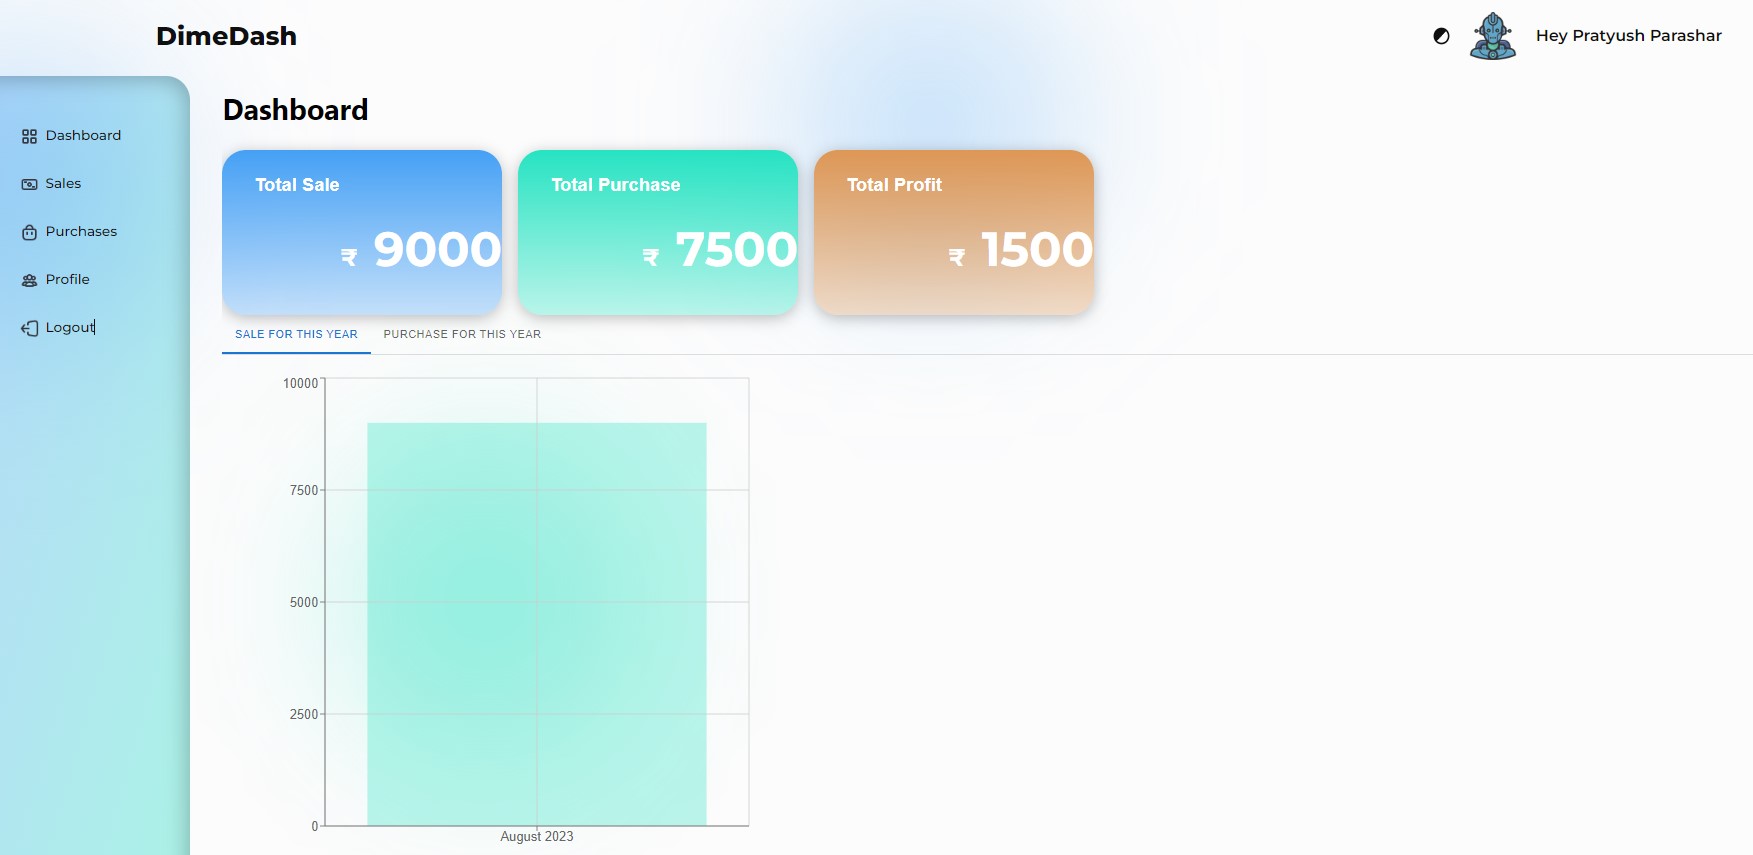 DimeDash
Hey Pratyush Parashar
Dashboard
Sales
Purchases
Profile
Logout
Dashboard
Total Sale
₹ 9000
Total Purchase
₹ 7500
Total Profit
₹ 1500
SALE FOR THIS YEAR
PURCHASE FOR THIS YEAR
10000
7500
5000
2500
0
August 2023